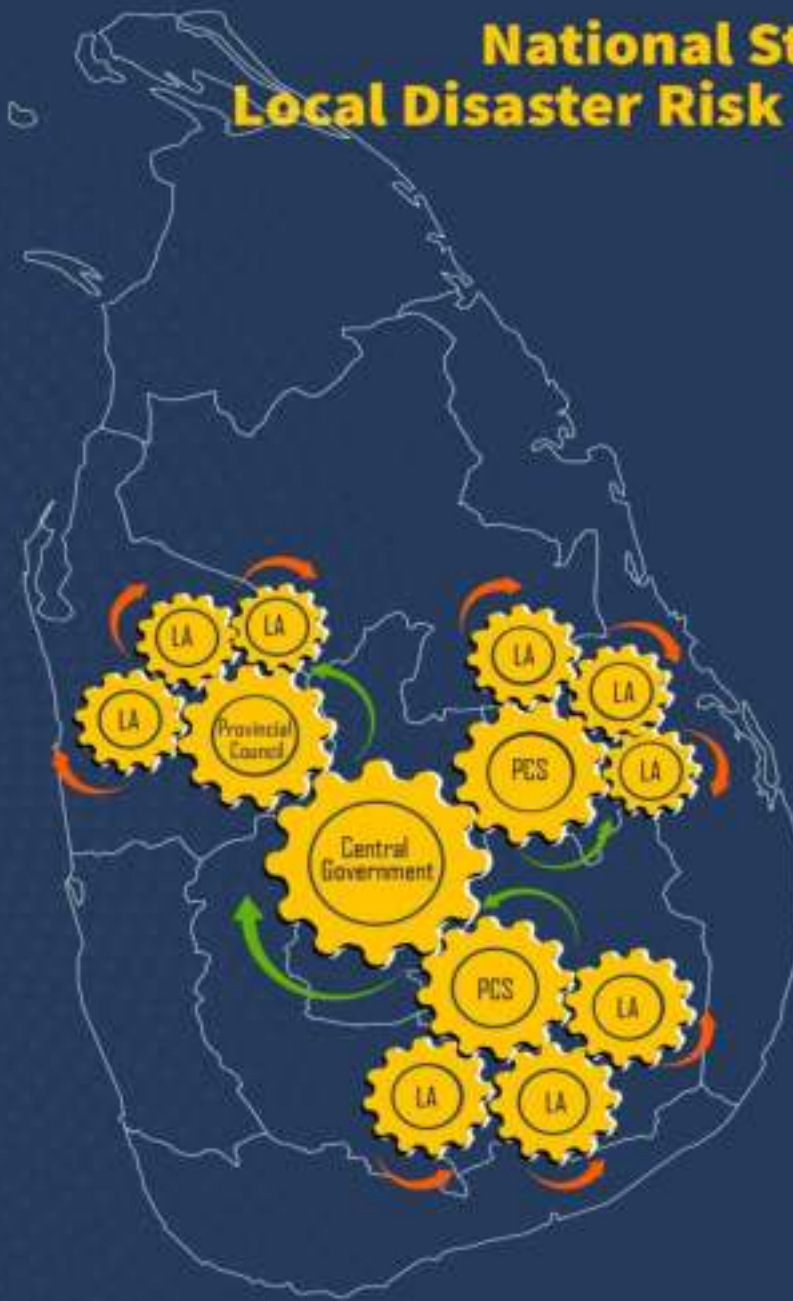 National St
Local Disaster Risk
LA
LA
LA
Provincial
Council
LA
LA
PCS
LA
Central
Government
PCS
LA
LA
LA